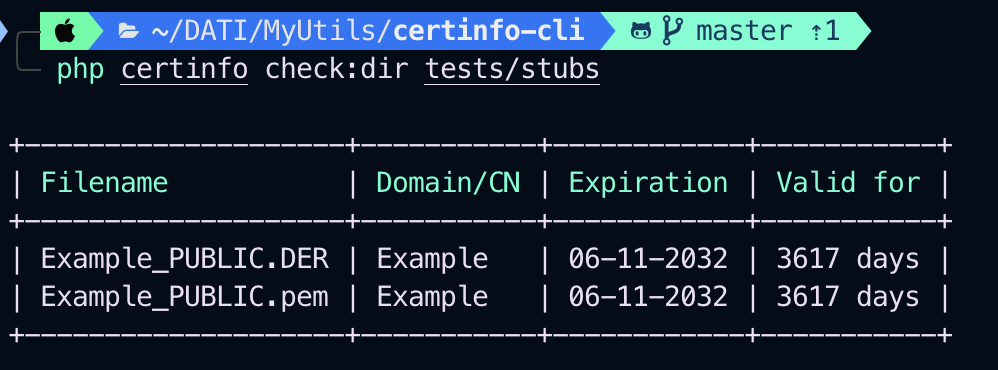 ~/DATI/MyUtils/certinfo-cli master ⇡1
php certinfo check:dir tests/stubs
+--------------------+-----------+------------+-----------+
| Filename           | Domain/CN | Expiration | Valid for |
+--------------------+-----------+------------+-----------+
| Example_PUBLIC.DER | Example   | 06-11-2032 | 3617 days |
| Example_PUBLIC.pem | Example   | 06-11-2032 | 3617 days |
+--------------------+-----------+------------+-----------+